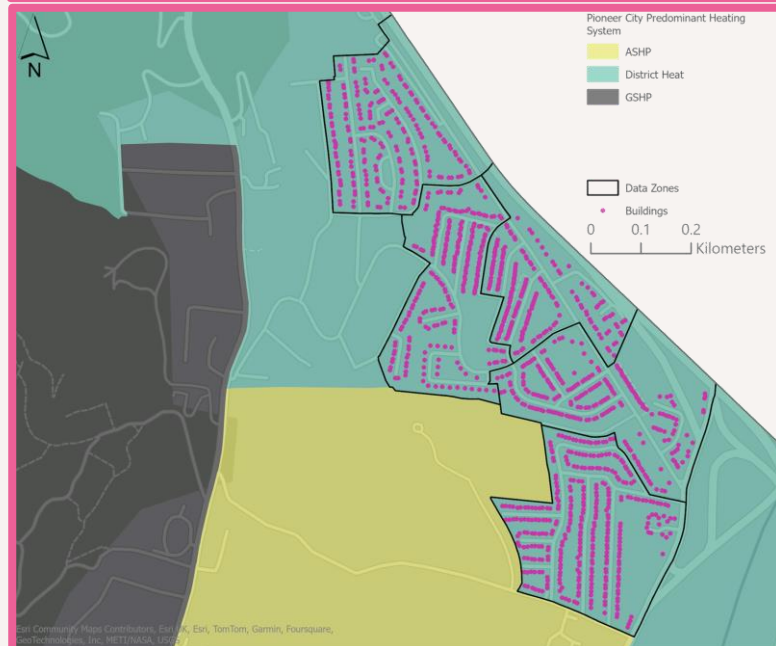 Pioneer City Predominant Heating
System
ASHP
District Heat
GSHP
Data Zones
Buildings
0 0.1 0.2
Kilometers
N
Esri Community Maps Contributors, Esri UK, Esri, TomTom, Garmin, Foursquare,
GeoTechnologies, Inc, METI/NASA, USGS